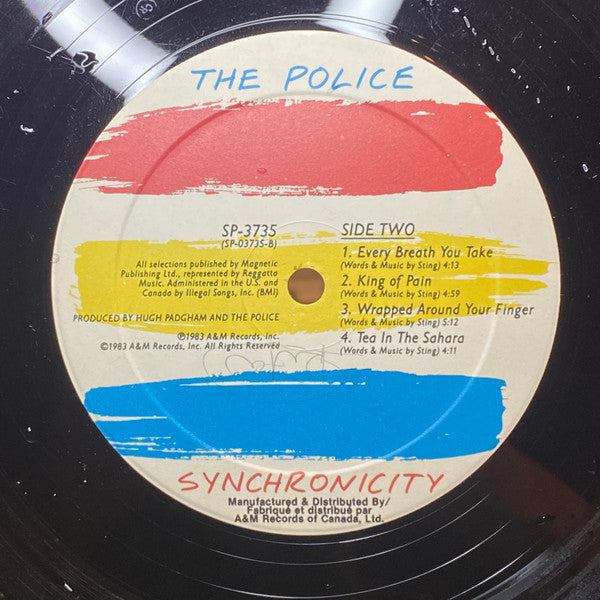 THE POLICE
SP-3735
(SP-03735-B)
All selections published by Magnetic
Publishing Ltd., represented by Reggatta
Music. Administered in the U.S. and
Canada by Illegal Songs, Inc. (BMI)
PRODUCED BY HUGH PADGHAM AND THE POLICE
℗1983 A&M Records, Inc.
©1983 A&M Records, Inc. All Rights Reserved
SIDE TWO
1. Every Breath You Take
(Words & Music by Sting) 4:13
2. King of Pain
(Words & Music by Sting) 4:59
3. Wrapped Around Your Finger
(Words & Music by Sting) 5:12
4. Tea In The Sahara
(Words & Music by Sting) 4:11
SYNCHRONICITY
Manufactured & Distributed By/
Fabriqué et distribué par
A&M Records of Canada, Ltd.